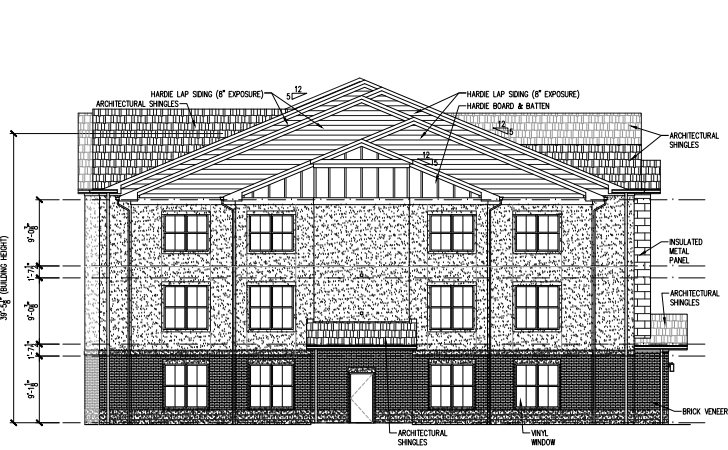 12
5
HARDIE LAP SIDING (8" EXPOSURE)
ARCHITECTURAL SHINGLES
HARDIE LAP SIDING (8" EXPOSURE)
HARDIE BOARD & BATTEN
12
5
12
5
ARCHITECTURAL
SHINGLES
INSULATED
METAL
PANEL
ARCHITECTURAL
SHINGLES
BRICK VENEER
VINYL
WINDOW
ARCHITECTURAL
SHINGLES
(BUILDING HEIGHT)